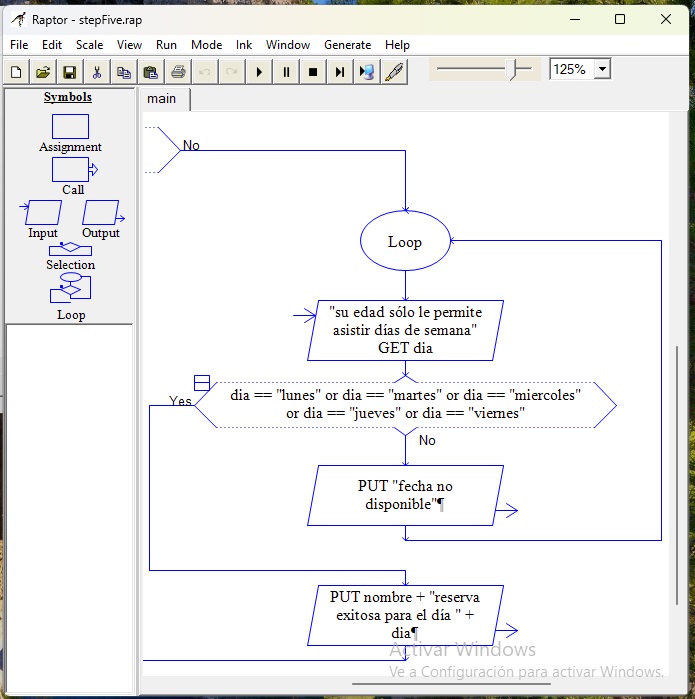 Raptor - stepFive.rap
File Edit Scale View Run Mode Ink Window Generate Help
125%
Symbols
Assignment
Call
Input Output
Selection
Loop
main
No
Loop
"su edad sólo le permite
asistir días de semana"
GET dia
Yes
dia == "lunes" or dia == "martes" or dia == "miercoles"
or dia == "jueves" or dia == "viernes"
No
PUT "fecha no
disponible"¶
PUT nombre + "reserva
exitosa para el día " +
dia¶
Activar Windows
Ve a Configuración para activar Windows.